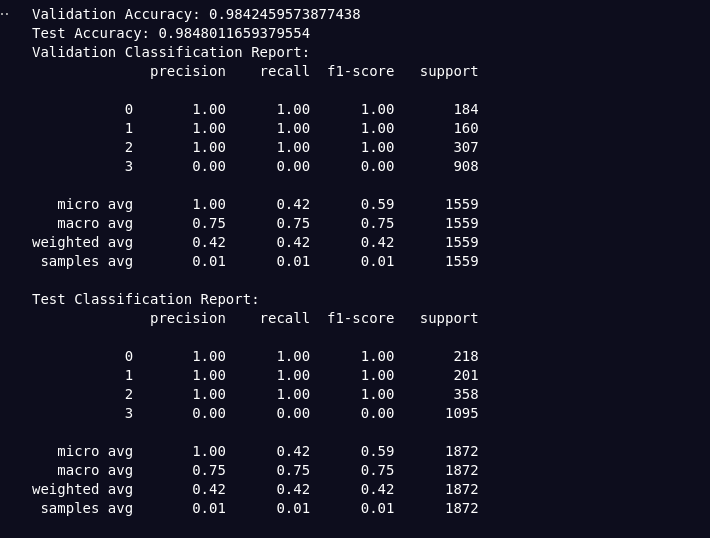 Validation Accuracy: 0.9842459573877438
Test Accuracy: 0.9848011659379554
Validation Classification Report:
              precision    recall  f1-score   support

           0       1.00      1.00      1.00       184
           1       1.00      1.00      1.00       160
           2       1.00      1.00      1.00       307
           3       0.00      0.00      0.00       908

   micro avg       1.00      0.42      0.59      1559
   macro avg       0.75      0.75      0.75      1559
weighted avg       0.42      0.42      0.42      1559
 samples avg       0.01      0.01      0.01      1559

Test Classification Report:
              precision    recall  f1-score   support

           0       1.00      1.00      1.00       218
           1       1.00      1.00      1.00       201
           2       1.00      1.00      1.00       358
           3       0.00      0.00      0.00      1095

   micro avg       1.00      0.42      0.59      1872
   macro avg       0.75      0.75      0.75      1872
weighted avg       0.42      0.42      0.42      1872
 samples avg       0.01      0.01      0.01      1872